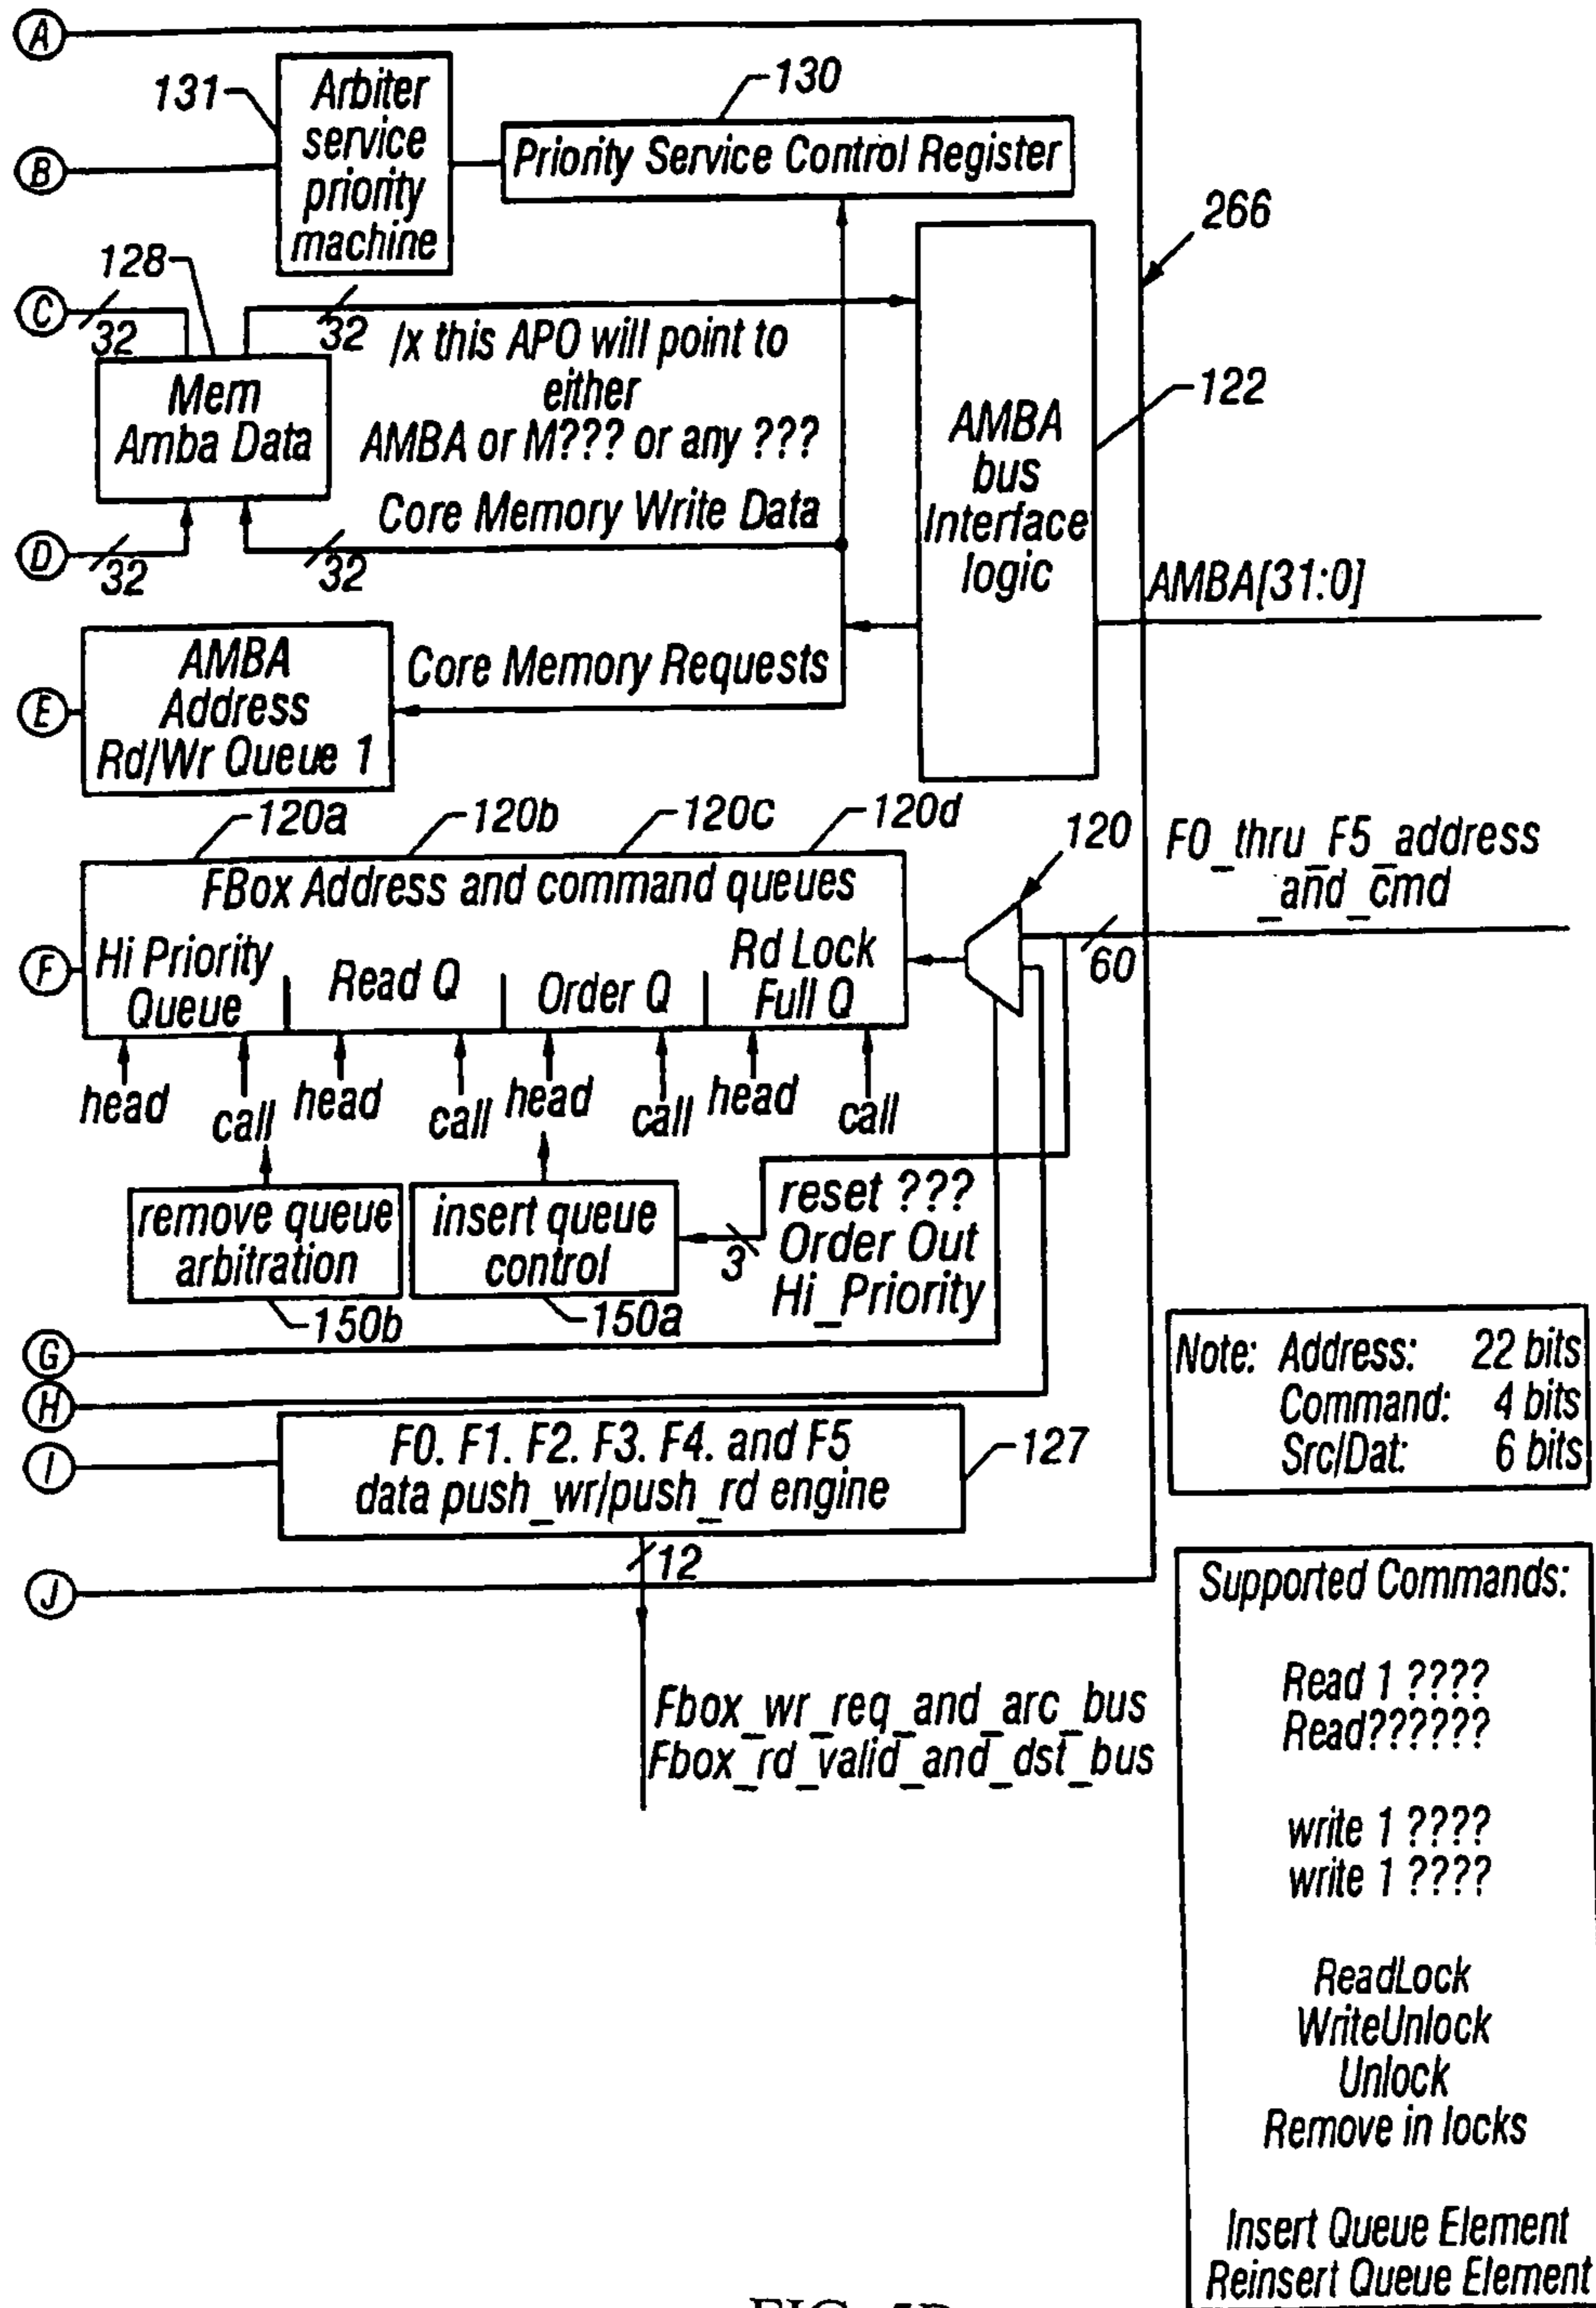 A
131
Arbiter
service
priority
machine
130
Priority Service Control Register
B
266
128
C
32
32
/x this APO will point to
either
AMBA or M??? or any ???
Mem
Amba Data
AMBA
bus
Interface
logic
122
Core Memory Write Data
D
32
32
AMBA[31:0]
AMBA
Address
Rd/Wr Queue 1
Core Memory Requests
E
120a
120b
120c
120d
120
F0_thru_F5_address
_and_cmd
60
FBox Address and command queues
F
Hi Priority
Queue
Read Q
Order Q
Rd Lock
Full Q
head
call
head
call
head
call
head
call
remove queue
arbitration
150b
insert queue
control
150a
3
reset ???
Order Out
Hi_Priority
G
H
Note: Address: 22 bits
Command: 4 bits
Src/Dat: 6 bits
I
F0. F1. F2. F3. F4. and F5
data push_wr/push_rd engine
127
12
J
Fbox_wr_req_and_arc_bus
Fbox_rd_valid_and_dst_bus
Supported Commands:
Read 1 ????
Read??????
write 1 ????
write 1 ????
ReadLock
WriteUnlock
Unlock
Remove in locks
Insert Queue Element
Reinsert Queue Element